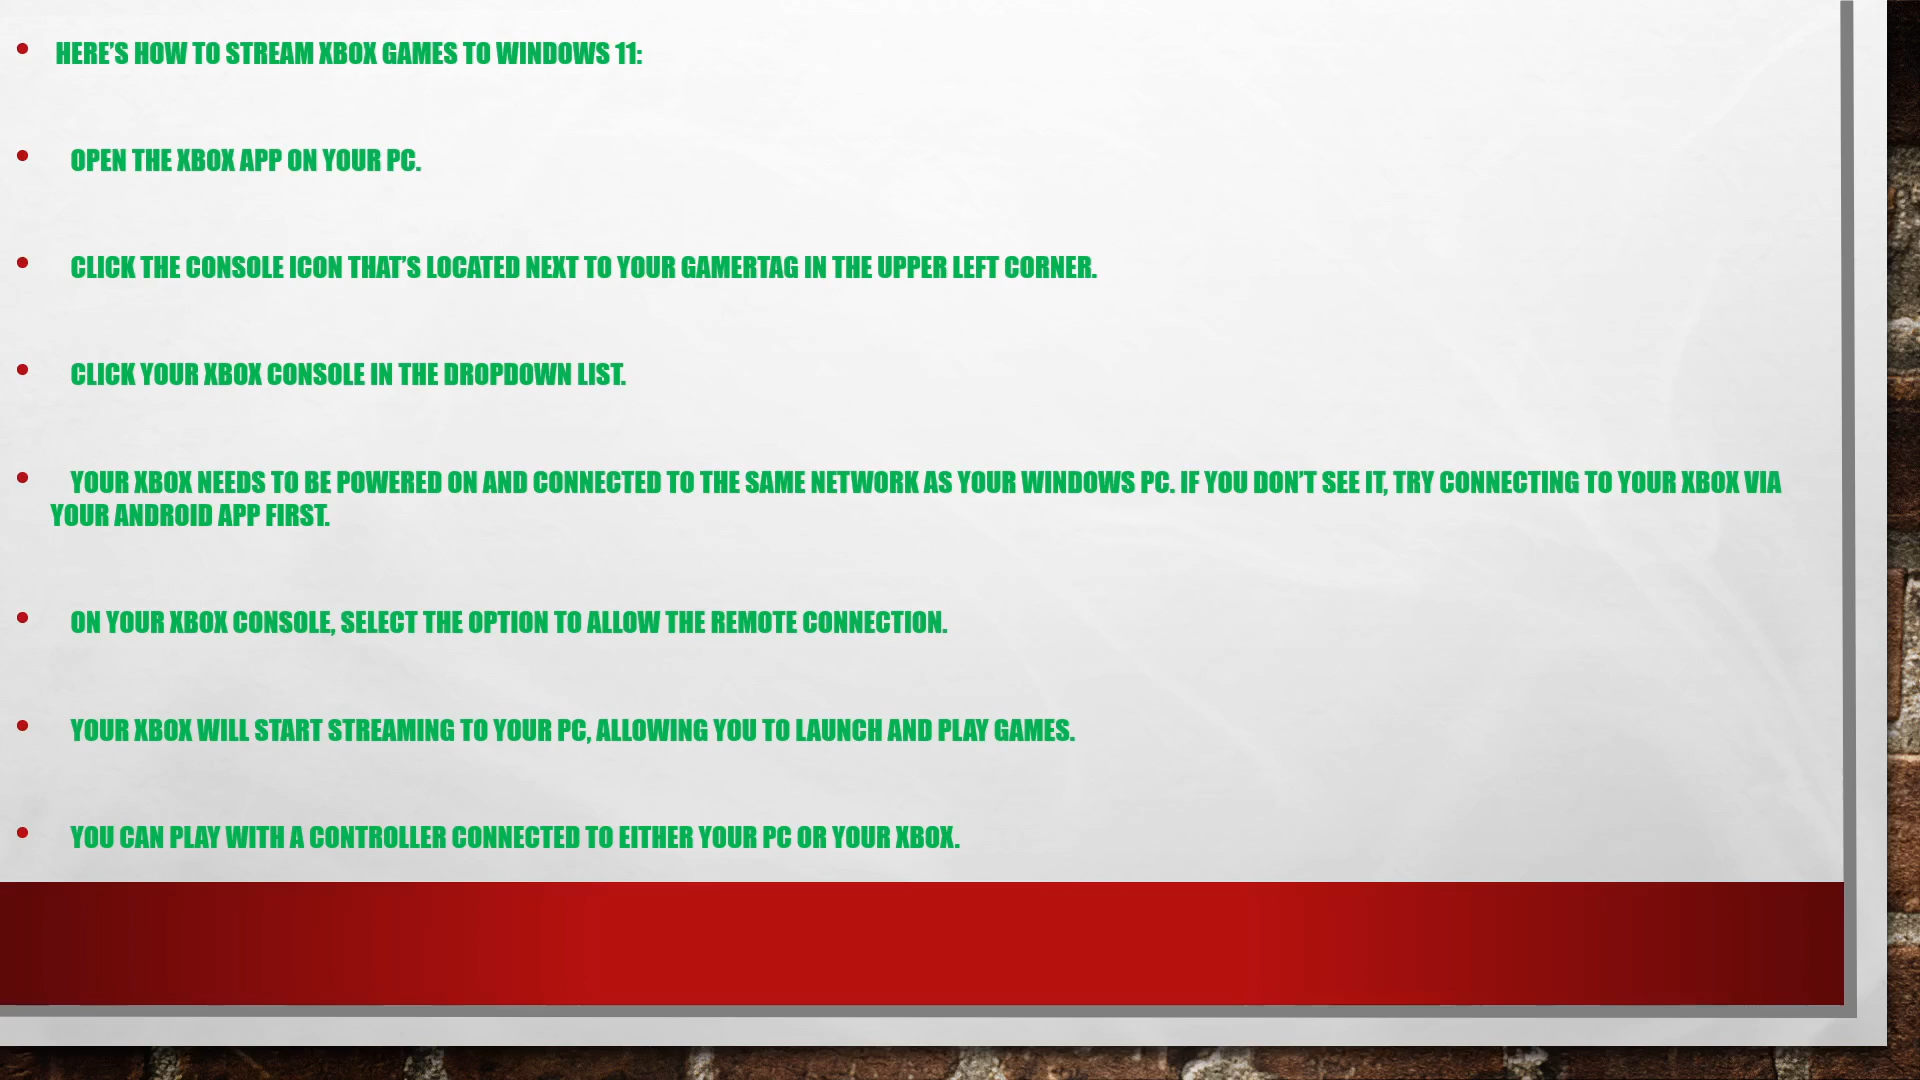 • HERE’S HOW TO STREAM XBOX GAMES TO WINDOWS 11:
• OPEN THE XBOX APP ON YOUR PC.
• CLICK THE CONSOLE ICON THAT’S LOCATED NEXT TO YOUR GAMERTAG IN THE UPPER LEFT CORNER.
• CLICK YOUR XBOX CONSOLE IN THE DROPDOWN LIST.
• YOUR XBOX NEEDS TO BE POWERED ON AND CONNECTED TO THE SAME NETWORK AS YOUR WINDOWS PC. IF YOU DON’T SEE IT, TRY CONNECTING TO YOUR XBOX VIA
YOUR ANDROID APP FIRST.
• ON YOUR XBOX CONSOLE, SELECT THE OPTION TO ALLOW THE REMOTE CONNECTION.
• YOUR XBOX WILL START STREAMING TO YOUR PC, ALLOWING YOU TO LAUNCH AND PLAY GAMES.
• YOU CAN PLAY WITH A CONTROLLER CONNECTED TO EITHER YOUR PC OR YOUR XBOX.